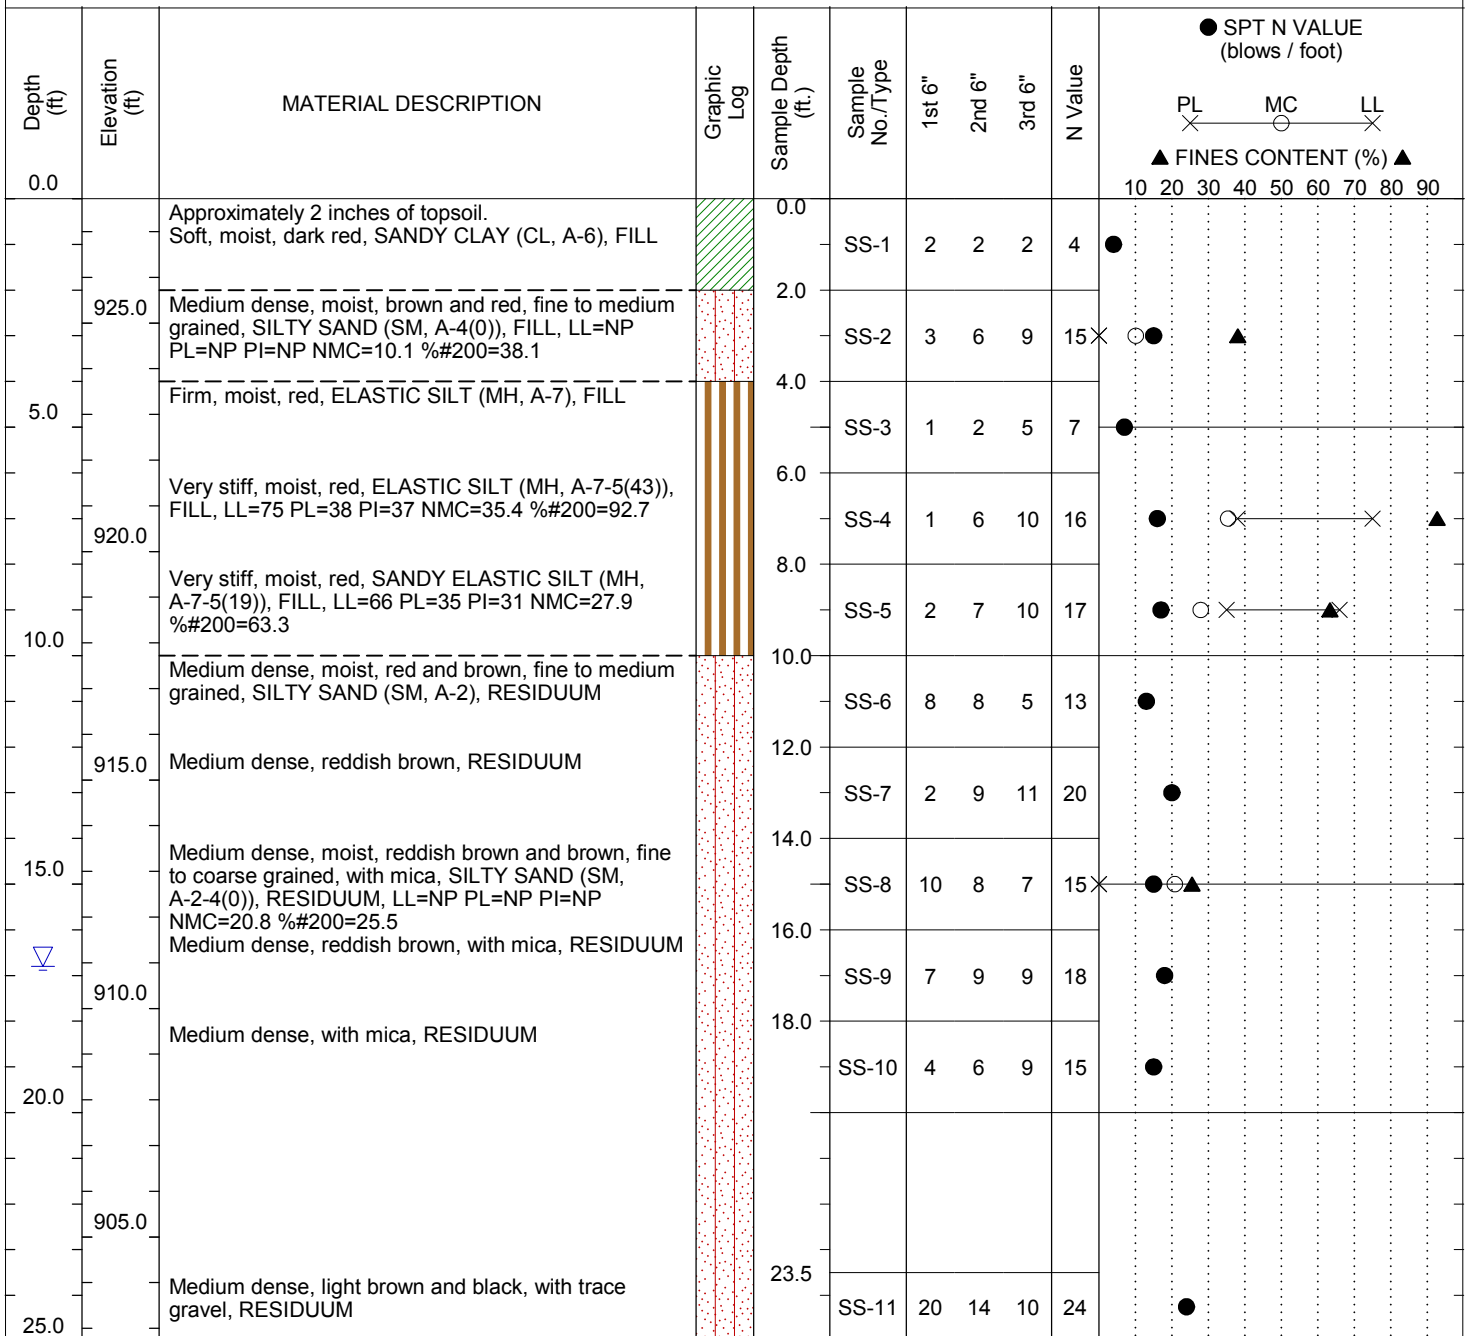 ● SPT N VALUE
(blows / foot)
Depth
(ft)
Elevation
(ft)
MATERIAL DESCRIPTION
Graphic
Log
Sample Depth
(ft.)
Sample
No./Type
1st 6"
2nd 6"
3rd 6"
N Value
PL MC LL
▲ FINES CONTENT (%) ▲
0.0
10 20 30 40 50 60 70 80 90
0.0
Approximately 2 inches of topsoil.
Soft, moist, dark red, SANDY CLAY (CL, A-6), FILL
SS-1 2 2 2 4
2.0
925.0
Medium dense, moist, brown and red, fine to medium
grained, SILTY SAND (SM, A-4(0)), FILL, LL=NP
PL=NP PI=NP NMC=10.1 %#200=38.1
SS-2 3 6 9 15
4.0
Firm, moist, red, ELASTIC SILT (MH, A-7), FILL
5.0
SS-3 1 2 5 7
6.0
Very stiff, moist, red, ELASTIC SILT (MH, A-7-5(43)),
FILL, LL=75 PL=38 PI=37 NMC=35.4 %#200=92.7
SS-4 1 6 10 16
920.0
8.0
Very stiff, moist, red, SANDY ELASTIC SILT (MH,
A-7-5(19)), FILL, LL=66 PL=35 PI=31 NMC=27.9
%#200=63.3
SS-5 2 7 10 17
10.0
10.0
Medium dense, moist, red and brown, fine to medium
grained, SILTY SAND (SM, A-2), RESIDUUM
SS-6 8 8 5 13
12.0
915.0
Medium dense, reddish brown, RESIDUUM
SS-7 2 9 11 20
14.0
Medium dense, moist, reddish brown and brown, fine
to coarse grained, with mica, SILTY SAND (SM,
A-2-4(0)), RESIDUUM, LL=NP PL=NP PI=NP
NMC=20.8 %#200=25.5
15.0
SS-8 10 8 7 15
16.0
Medium dense, reddish brown, with mica, RESIDUUM
SS-9 7 9 9 18
910.0
18.0
Medium dense, with mica, RESIDUUM
SS-10 4 6 9 15
20.0
905.0
23.5
Medium dense, light brown and black, with trace
gravel, RESIDUUM
SS-11 20 14 10 24
25.0